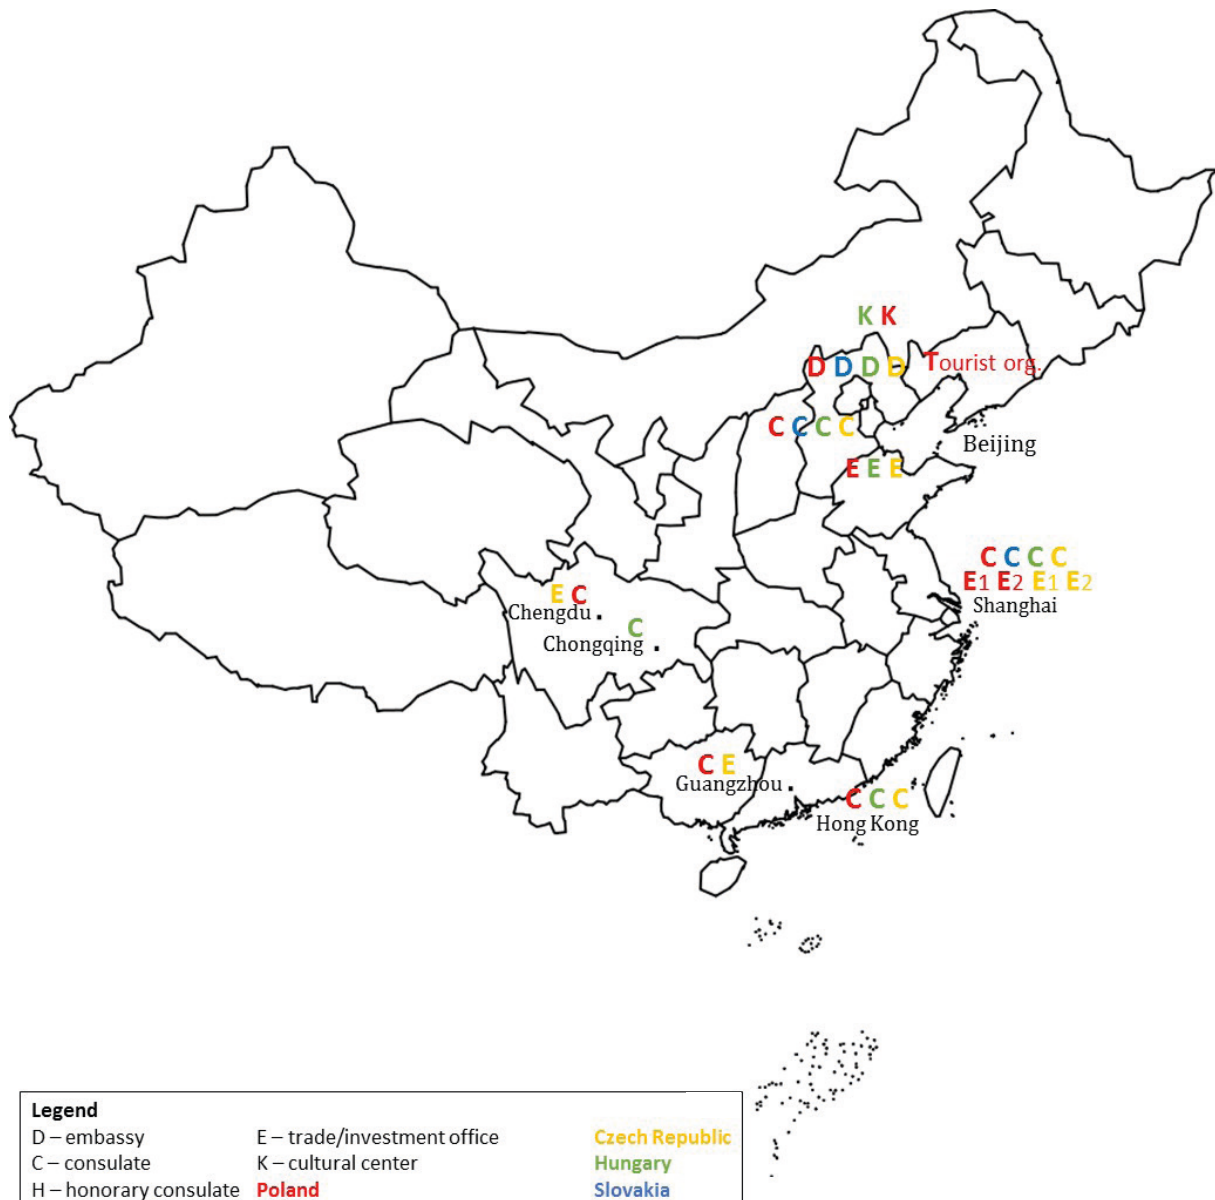 K K
D D D D Tourist org.
C C C C
Beijing
E E E
C C C C
E1 E2 E1 E2
Shanghai
E C
Chengdu
C
Chongqing
C E
Guangzhou
C C C
Hong Kong
Legend
D – embassy E – trade/investment office Czech Republic
C – consulate K – cultural center Hungary
H – honorary consulate Poland Slovakia